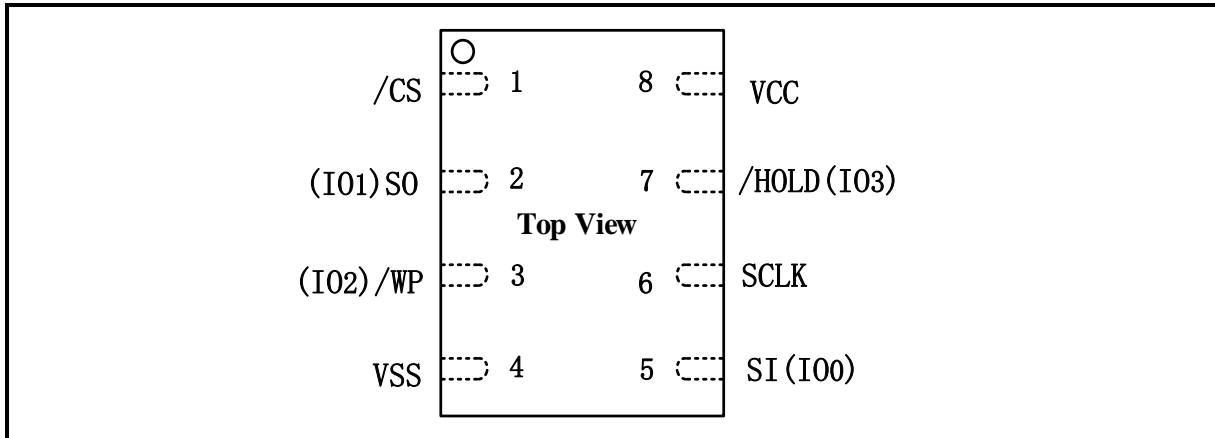 /CS 1 8 VCC
(IO1)SO 2 7 /HOLD(IO3)
Top View
(IO2)/WP 3 6 SCLK
VSS 4 5 SI(IO0)